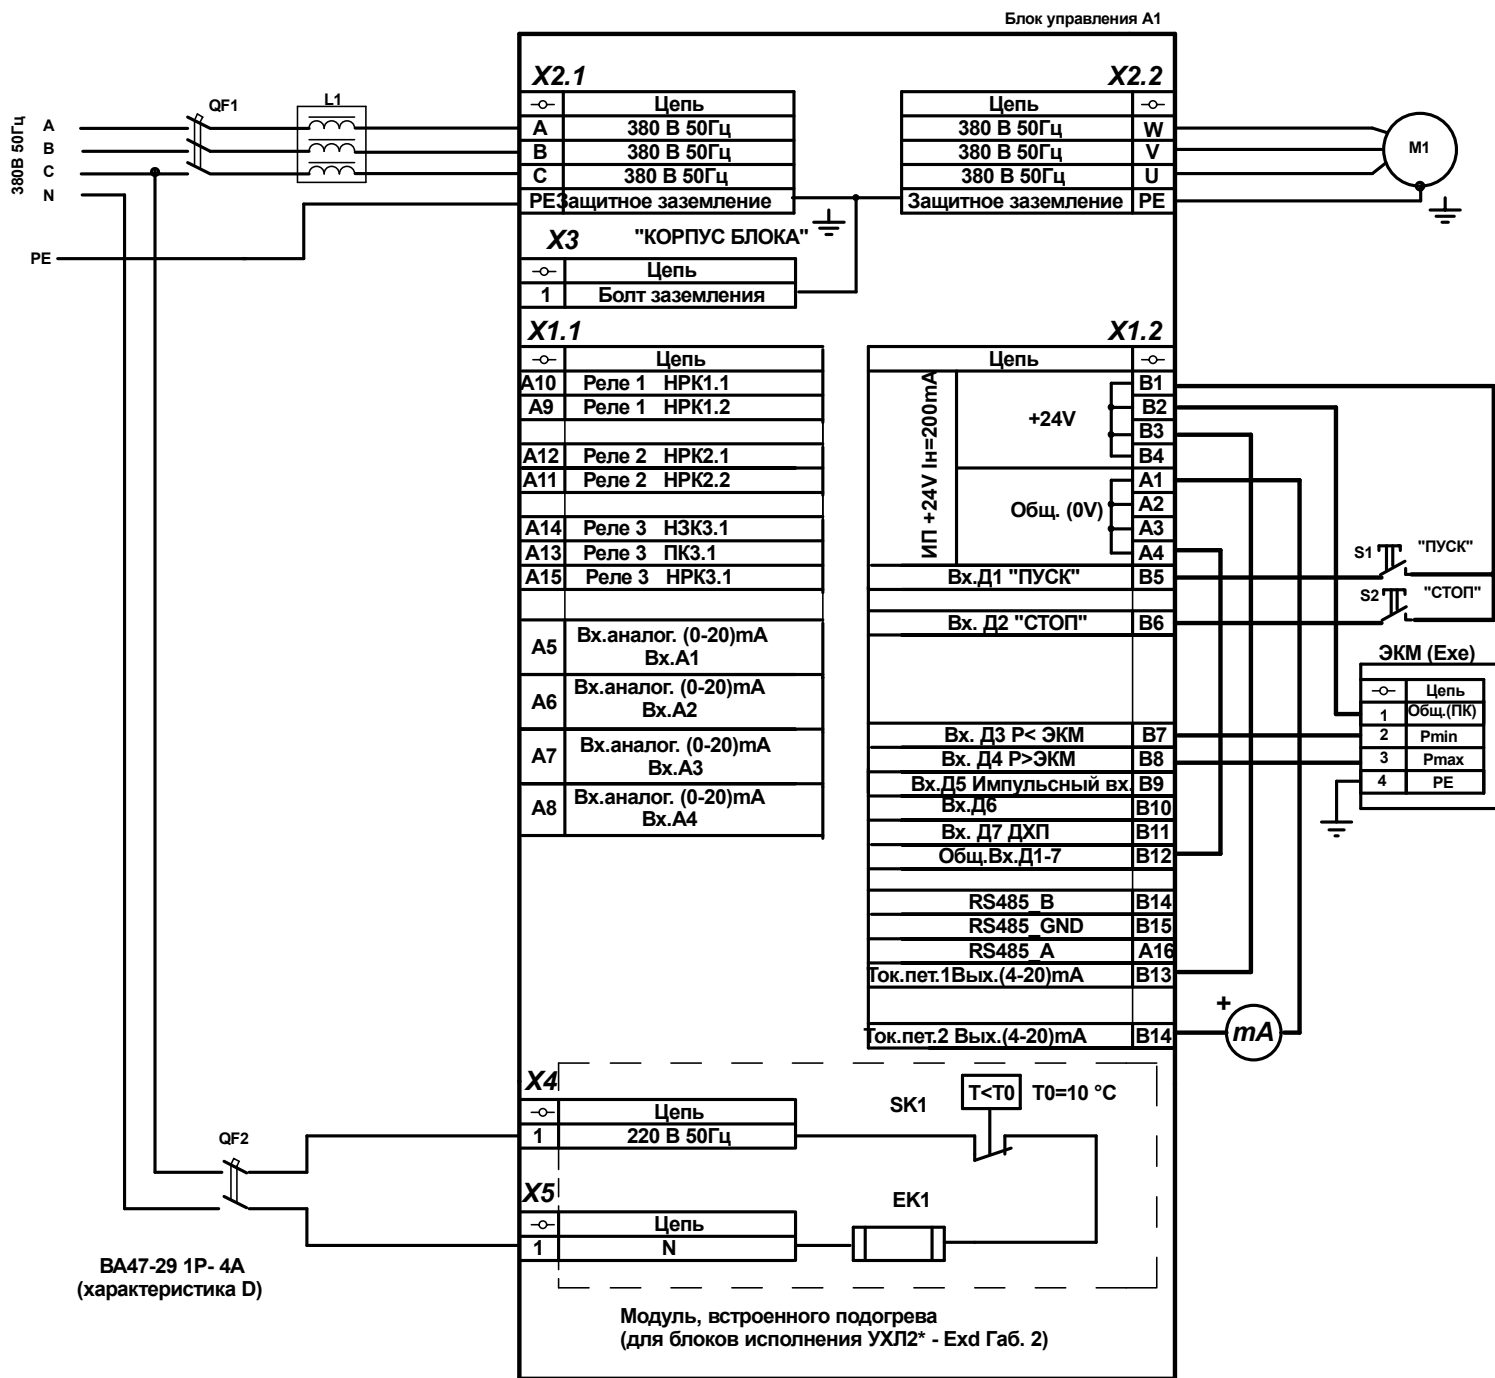 Блок управления А1
X2.1
X2.2
380В 50Гц
A
B
C
N
PE
QF1
L1
Цепь
A 380 В 50Гц
B 380 В 50Гц
C 380 В 50Гц
PE Защитное заземление
Цепь
380 В 50Гц W
380 В 50Гц V
380 В 50Гц U
Защитное заземление PE
M1
X3
"КОРПУС БЛОКА"
Цепь
1 Болт заземления
X1.1
Цепь
A10 Реле 1 НРК1.1
A9 Реле 1 НРК1.2
A12 Реле 2 НРК2.1
A11 Реле 2 НРК2.2
A14 Реле 3 НЗК3.1
A13 Реле 3 ПК3.1
A15 Реле 3 НРК3.1
A5 Вх.аналог. (0-20)mA
Вх.А1
A6 Вх.аналог. (0-20)mA
Вх.А2
A7 Вх.аналог. (0-20)mA
Вх.А3
A8 Вх.аналог. (0-20)mA
Вх.А4
X1.2
Цепь
ИП +24V Iн=200mA
+24V
B1
B2
B3
B4
Общ. (0V)
A1
A2
A3
A4
Вх.Д1 "ПУСК" B5
Вх. Д2 "СТОП" B6
Вх. Д3 P< ЭКМ B7
Вх. Д4 P>ЭКМ B8
Вх.Д5 Импульсный вх. B9
Вх.Д6 B10
Вх. Д7 ДХП B11
Общ.Вх.Д1-7 B12
RS485_B B14
RS485_GND B15
RS485_A A16
Ток.пет.1Вых.(4-20)mA B13
Ток.пет.2 Вых.(4-20)mA B14
S1 "ПУСК"
S2 "СТОП"
ЭКМ (Exe)
Цепь
1 Общ.(ПК)
2 Pmin
3 Pmax
4 PE
+
mA
X4
Цепь
1 220 В 50Гц
SK1
T<T0
T0=10 °C
QF2
X5
Цепь
1 N
EK1
ВА47-29 1Р- 4А
(характеристика D)
Модуль, встроенного подогрева
(для блоков исполнения УХЛ2* - Exd Габ. 2)